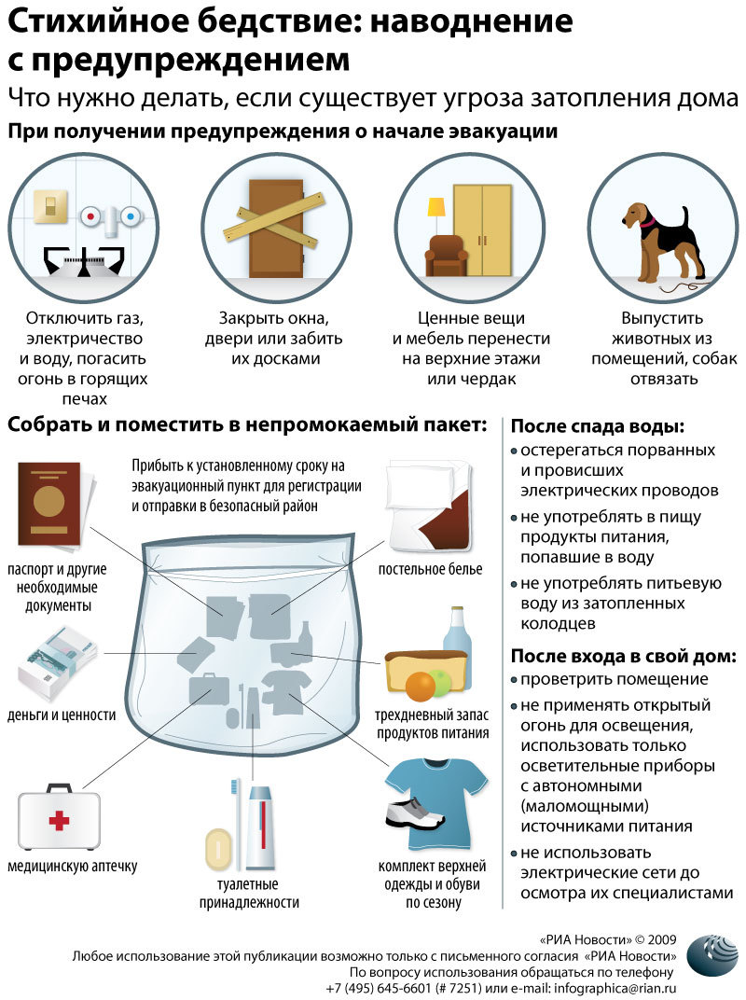 Стихийное бедствие: наводнение
с предупреждением
Что нужно делать, если существует угроза затопления дома
При получении предупреждения о начале эвакуации
Отключить газ,
электричество
и воду, погасить
огонь в горящих
печах
Закрыть окна,
двери или забить
их досками
Ценные вещи
и мебель перенести
на верхние этажи
или чердак
Выпустить
животных из
помещений, собак
отвязать
Собрать и поместить в непромокаемый пакет:
Прибыть к установленному сроку на
эвакуационный пункт для регистрации
и отправки в безопасный район
паспорт и другие
необходимые
документы
постельное белье
деньги и ценности
трехдневный запас
продуктов питания
медицинскую аптечку
туалетные
принадлежности
комплект верхней
одежды и обуви
по сезону
После спада воды:
• остерегаться порванных
и провисших
электрических проводов
• не употреблять в пищу
продукты питания,
попавшие в воду
• не употреблять питьевую
воду из затопленных
колодцев
После входа в свой дом:
• проветрить помещение
• не применять открытый
огонь для освещения,
использовать только
осветительные приборы
с автономными
(маломощными)
источниками питания
• не использовать
электрические сети до
осмотра их специалистами
«РИА Новости» © 2009
Любое использование этой публикации возможно только с письменного согласия «РИА Новости»
По вопросу использования обращаться по телефону
+7 (495) 645-6601 (# 7251) или e-mail: infographica@rian.ru